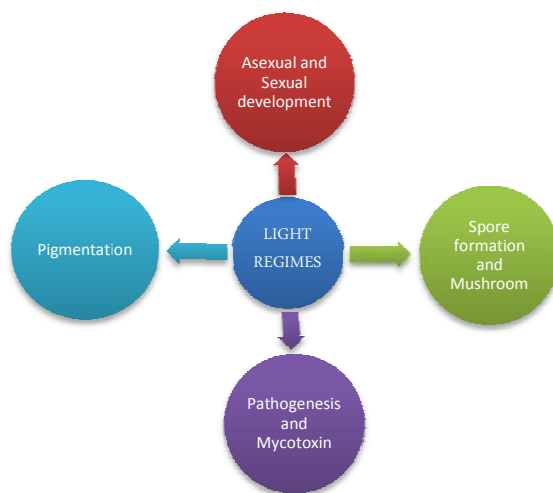 Asexual and
Sexual
development
Pigmentation
LIGHT
REGIMES
Spore
formation
and
Mushroom
Pathogenesis
and
Mycotoxin